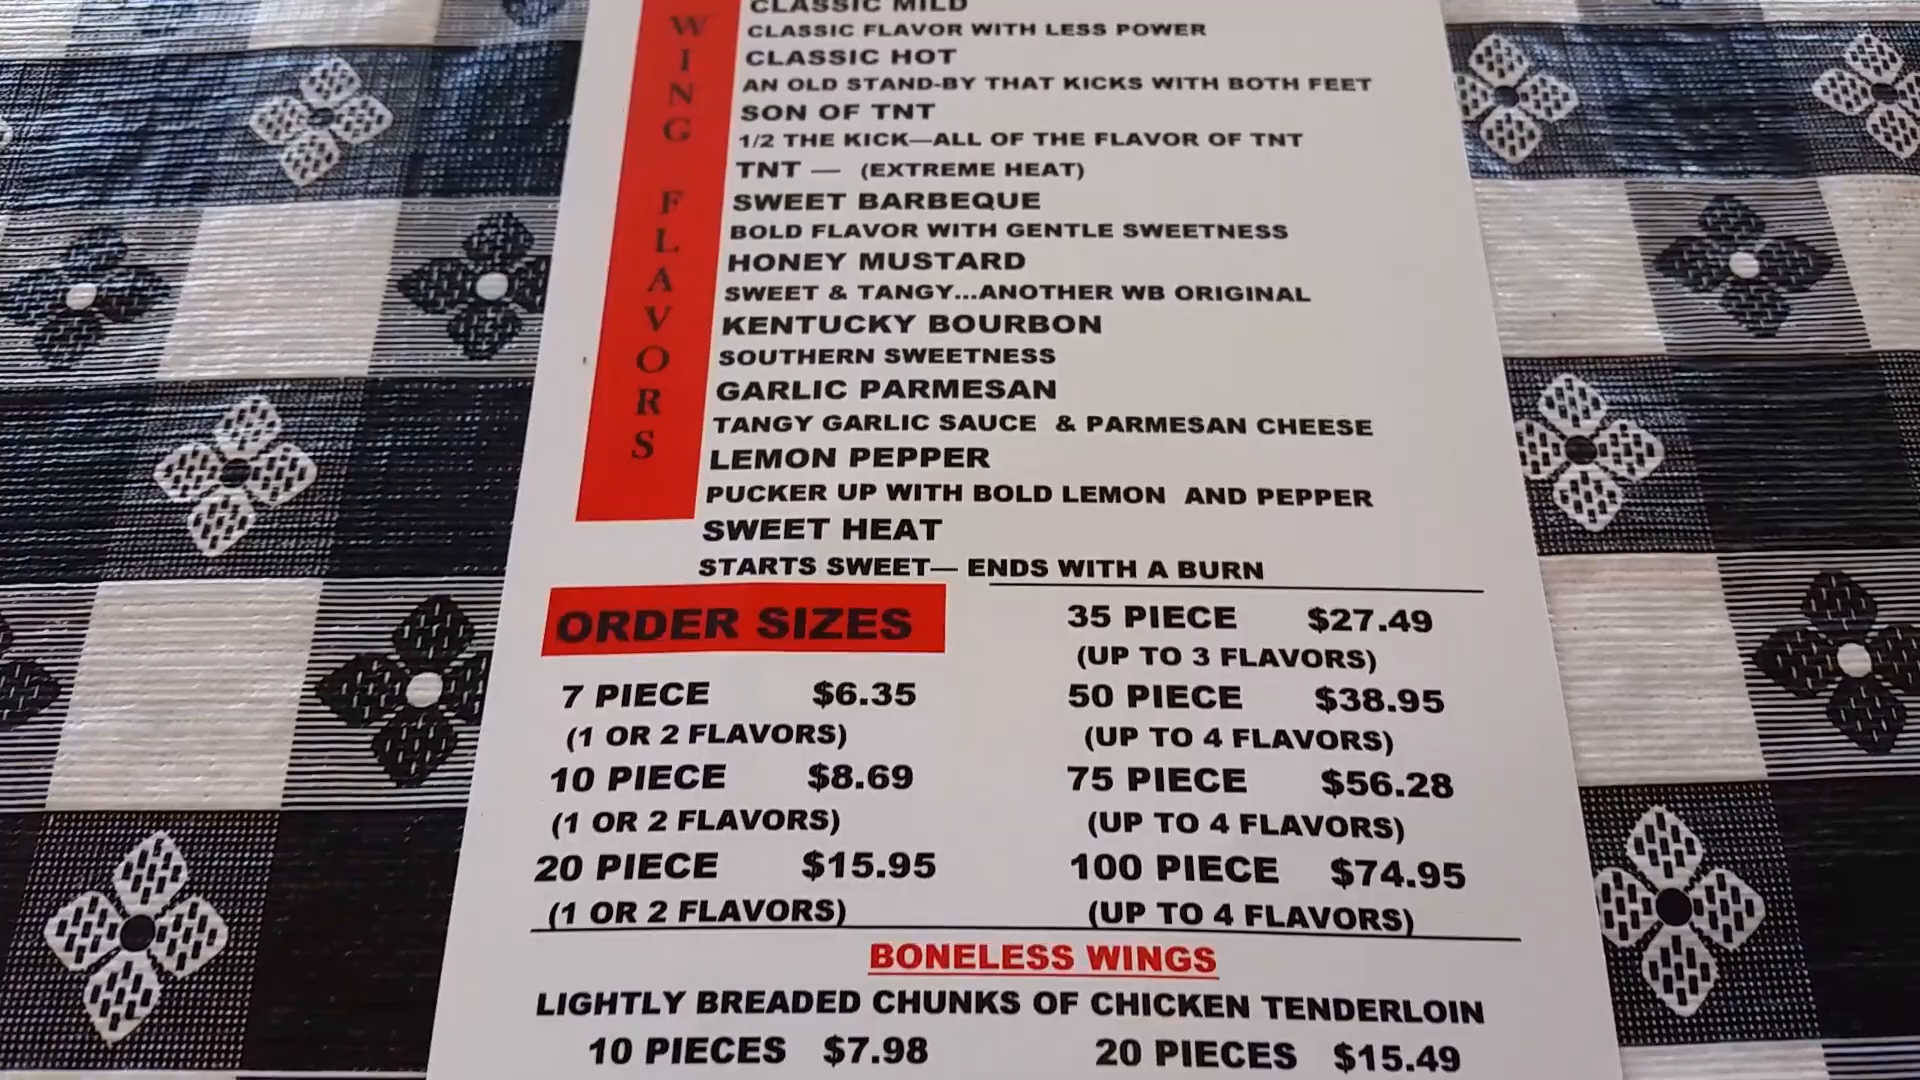 WING FLAVORS
CLASSIC MILD
CLASSIC FLAVOR WITH LESS POWER
CLASSIC HOT
AN OLD STAND-BY THAT KICKS WITH BOTH FEET
SON OF TNT
1/2 THE KICK—ALL OF THE FLAVOR OF TNT
TNT — (EXTREME HEAT)
SWEET BARBEQUE
BOLD FLAVOR WITH GENTLE SWEETNESS
HONEY MUSTARD
SWEET & TANGY...ANOTHER WB ORIGINAL
KENTUCKY BOURBON
SOUTHERN SWEETNESS
GARLIC PARMESAN
TANGY GARLIC SAUCE & PARMESAN CHEESE
LEMON PEPPER
PUCKER UP WITH BOLD LEMON AND PEPPER
SWEET HEAT
STARTS SWEET— ENDS WITH A BURN
ORDER SIZES
7 PIECE $6.35
(1 OR 2 FLAVORS)
10 PIECE $8.69
(1 OR 2 FLAVORS)
20 PIECE $15.95
(1 OR 2 FLAVORS)
35 PIECE $27.49
(UP TO 3 FLAVORS)
50 PIECE $38.95
(UP TO 4 FLAVORS)
75 PIECE $56.28
(UP TO 4 FLAVORS)
100 PIECE $74.95
(UP TO 4 FLAVORS)
BONELESS WINGS
LIGHTLY BREADED CHUNKS OF CHICKEN TENDERLOIN
10 PIECES $7.98 20 PIECES $15.49